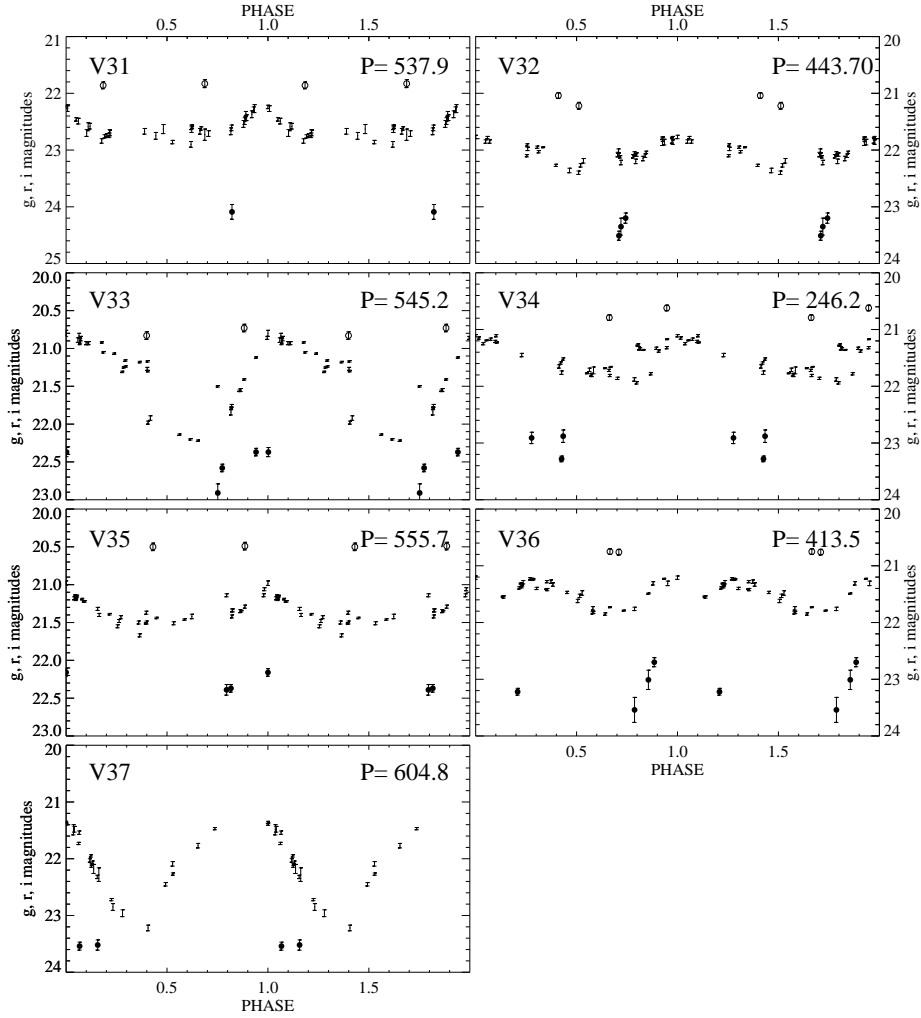 PHASE PHASE
0.5 1.0 1.5 0.5 1.0 1.5
V31 P= 537.9
21
22
23
24
25
g, r, i magnitudes
V32 P= 443.70
20
21
22
23
24
g, r, i magnitudes
V33 P= 545.2
20.0
20.5
21.0
21.5
22.0
22.5
23.0
g, r, i magnitudes
V34 P= 246.2
20
21
22
23
24
g, r, i magnitudes
V35 P= 555.7
20.0
20.5
21.0
21.5
22.0
22.5
23.0
g, r, i magnitudes
V36 P= 413.5
20
21
22
23
24
g, r, i magnitudes
0.5 1.0 1.5
PHASE
V37 P= 604.8
20
21
22
23
24
g, r, i magnitudes
0.5 1.0 1.5
PHASE